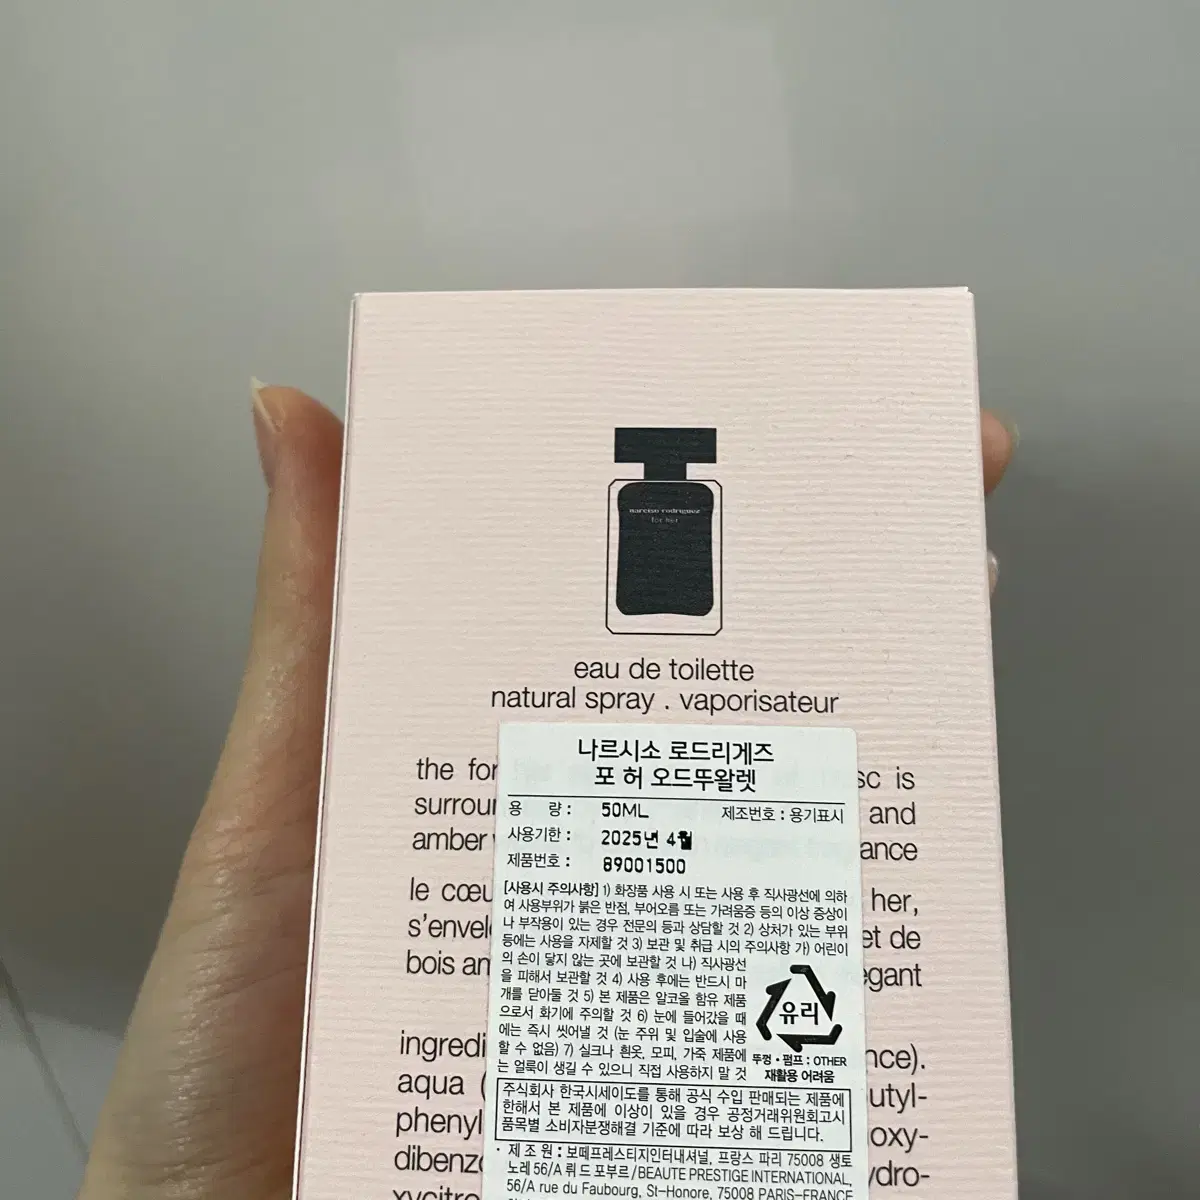 narciso rodriguez
for her
eau de toilette
natural spray . vaporisateur
나르시소 로드리게즈
포 허 오드뚜왈렛
the for
sc is
용 량 : 50ML 제조번호 : 용기표시
surrou
and
사용기한 : 2025년 4월
amber
ance
제품번호 : 89001500
le cœu
her,
[사용시 주의사항] 1) 화장품 사용 시 또는 사용 후 직사광선에 의하
여 사용부위가 붉은 반점, 부어오름 또는 가려움증 등의 이상 증상이
나 부작용이 있는 경우 전문의 등과 상담할 것 2) 상처가 있는 부위
등에는 사용을 자제할 것 3) 보관 및 취급 시의 주의사항 가) 어린이
의 손이 닿지 않는 곳에 보관할 것 나) 직사광선
을 피해서 보관할 것 4) 사용 후에는 반드시 마
개를 닫아둘 것 5) 본 제품은 알코올 함유 제품
으로서 화기에 주의할 것 6) 눈에 들어갔을 때
에는 즉시 씻어낼 것 (눈 주위 및 입술에 사용
할 수 없음) 7) 실크나 흰옷, 모피, 가죽 제품에
는 얼룩이 생길 수 있으니 직접 사용하지 말 것
s'envel
et de
bois am
egant
유리
뚜껑 • 펌프 : OTHER
재활용 어려움
ingredi
nce).
aqua (
utyl-
주식회사 한국시세이도를 통해 공식 수입 판매되는 제품에
한해서 본 제품에 이상이 있을 경우 공정거래위원회고시
품목별 소비자분쟁해결 기준에 따라 보상 해 드립니다.
phenyl
oxy-
dibenzo
ydro-
• 제 조 원 : 보떼프레스티지인터내셔널, 프랑스 파리 75008 생토
노레 56/A 뤼 드 포부르 / BEAUTE PRESTIGE INTERNATIONAL,
56/A rue du Faubourg, St-Honore, 75008 PARIS-FRANCE
xycitro